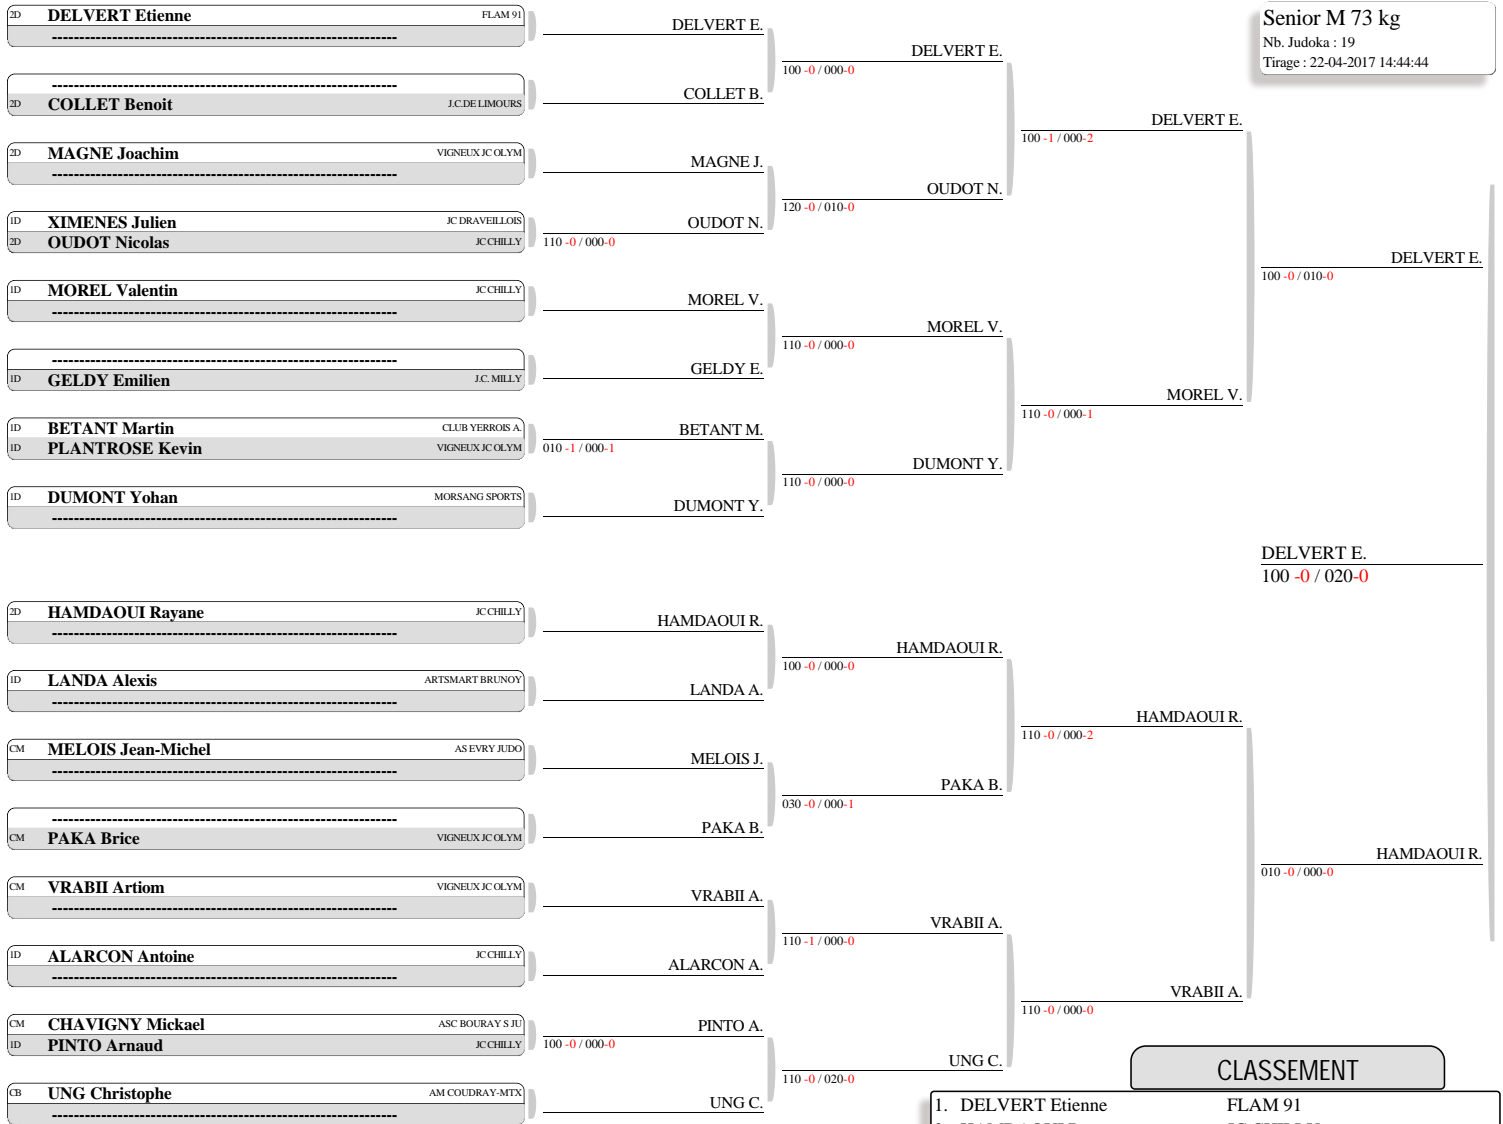 Senior M 73 kg
Nb. Judoka : 19
Tirage : 22-04-2017 14:44:44
2D DELVERT Etienne FLAM 91
------------------------------------------------------------------
------------------------------------------------------------------
2D COLLET Benoit J.C.DE LIMOURS
2D MAGNE Joachim VIGNEUX JC OLYM
------------------------------------------------------------------
1D XIMENES Julien JC DRAVEILLOIS
2D OUDOT Nicolas JC CHILLY
1D MOREL Valentin JC CHILLY
------------------------------------------------------------------
------------------------------------------------------------------
1D GELDY Emilien J.C. MILLY
1D BETANT Martin CLUB YERROIS A.
1D PLANTROSE Kevin VIGNEUX JC OLYM
1D DUMONT Yohan MORSANG SPORTS
------------------------------------------------------------------
2D HAMDAOUI Rayane JC CHILLY
------------------------------------------------------------------
1D LANDA Alexis ARTSMART BRUNOY
------------------------------------------------------------------
CM MELOIS Jean-Michel AS EVRY JUDO
------------------------------------------------------------------
------------------------------------------------------------------
CM PAKA Brice VIGNEUX JC OLYM
CM VRABII Artiom VIGNEUX JC OLYM
------------------------------------------------------------------
1D ALARCON Antoine JC CHILLY
------------------------------------------------------------------
CM CHAVIGNY Mickael ASC BOURAY S JU
1D PINTO Arnaud JC CHILLY
CB UNG Christophe AM COUDRAY-MTX
------------------------------------------------------------------
DELVERT E.
COLLET B.
MAGNE J.
OUDOT N.
110 -0 / 000-0
MOREL V.
GELDY E.
BETANT M.
010 -1 / 000-1
DUMONT Y.
HAMDAOUI R.
LANDA A.
MELOIS J.
PAKA B.
VRABII A.
ALARCON A.
PINTO A.
100 -0 / 000-0
UNG C.
DELVERT E.
100 -0 / 000-0
OUDOT N.
120 -0 / 010-0
MOREL V.
110 -0 / 000-0
DUMONT Y.
110 -0 / 000-0
HAMDAOUI R.
100 -0 / 000-0
PAKA B.
030 -0 / 000-1
VRABII A.
110 -1 / 000-0
UNG C.
110 -0 / 020-0
DELVERT E.
100 -1 / 000-2
MOREL V.
110 -0 / 000-1
HAMDAOUI R.
110 -0 / 000-2
VRABII A.
110 -0 / 000-0
DELVERT E.
100 -0 / 010-0
HAMDAOUI R.
010 -0 / 000-0
DELVERT E.
100 -0 / 020-0
CLASSEMENT
1. DELVERT Etienne FLAM 91